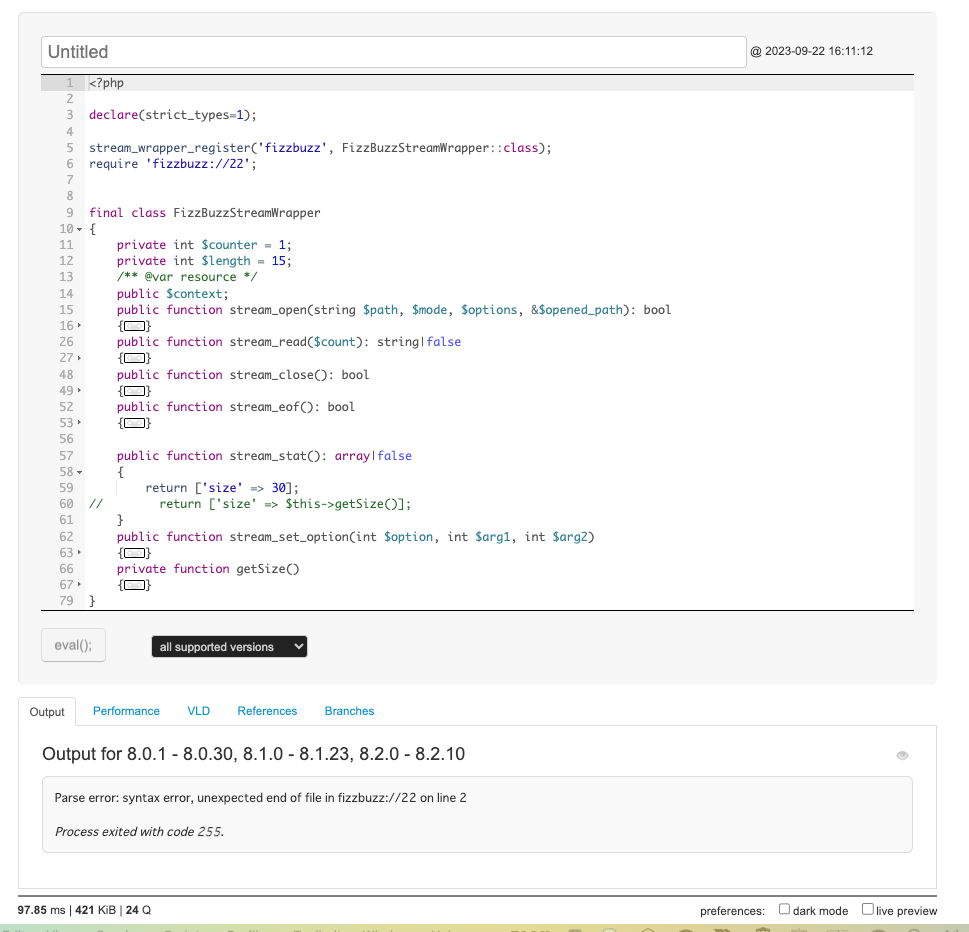 Untitled @ 2023-09-22 16:11:12
1 <?php
2
3 declare(strict_types=1);
4
5 stream_wrapper_register('fizzbuzz', FizzBuzzStreamWrapper::class);
6 require 'fizzbuzz://22';
7
8
9 final class FizzBuzzStreamWrapper
10 {
11     private int $counter = 1;
12     private int $length = 15;
13     /** @var resource */
14     public $context;
15     public function stream_open(string $path, $mode, $options, &$opened_path): bool
16     {}
26     public function stream_read($count): string|false
27     {}
48     public function stream_close(): bool
49     {}
52     public function stream_eof(): bool
53     {}
56
57     public function stream_stat(): array|false
58     {
59         return ['size' => 30];
60 //        return ['size' => $this->getSize()];
61     }
62     public function stream_set_option(int $option, int $arg1, int $arg2)
63     {}
66     private function getSize()
67     {}
79 }
eval(); all supported versions
Output Performance VLD References Branches
Output for 8.0.1 - 8.0.30, 8.1.0 - 8.1.23, 8.2.0 - 8.2.10
Parse error: syntax error, unexpected end of file in fizzbuzz://22 on line 2
Process exited with code 255.
97.85 ms | 421 KiB | 24 Q preferences: dark mode live preview